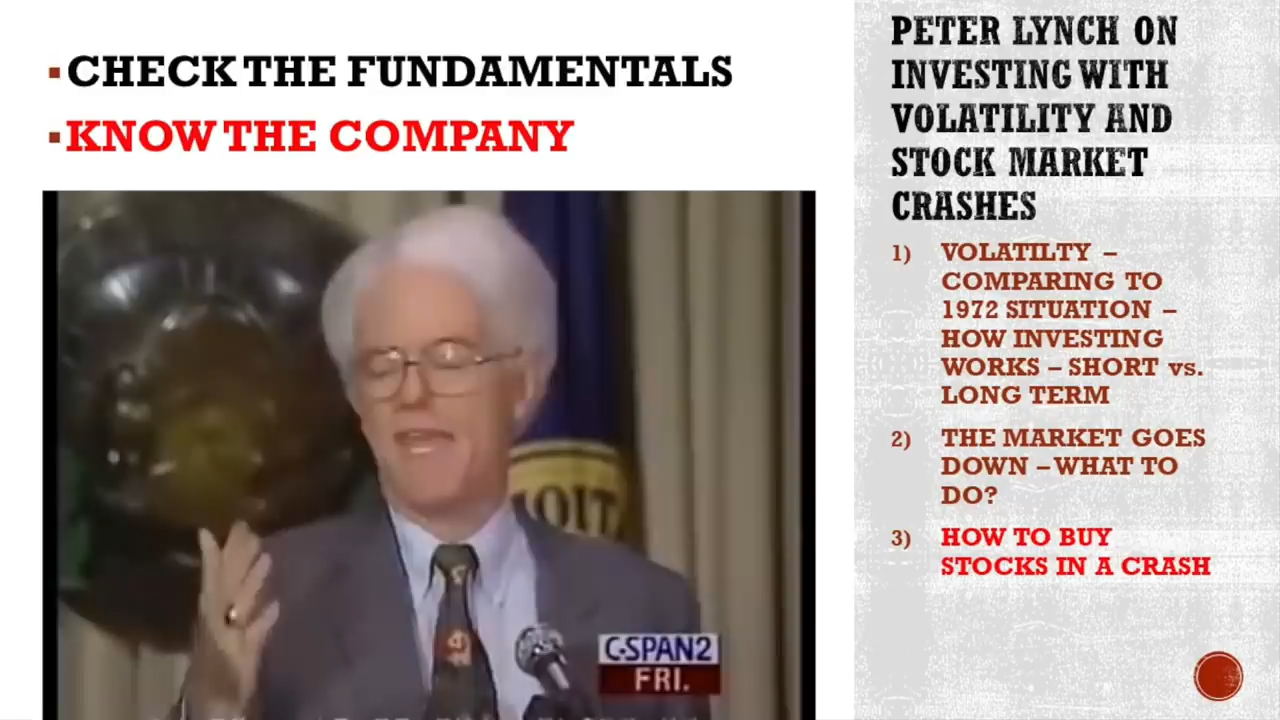 CHECK THE FUNDAMENTALS
KNOW THE COMPANY
C-SPAN2
FRI.
PETER LYNCH ON
INVESTING WITH
VOLATILITY AND
STOCK MARKET
CRASHES
1) VOLATILTY –
COMPARING TO
1972 SITUATION –
HOW INVESTING
WORKS – SHORT vs.
LONG TERM
2) THE MARKET GOES
DOWN – WHAT TO
DO?
3) HOW TO BUY
STOCKS IN A CRASH